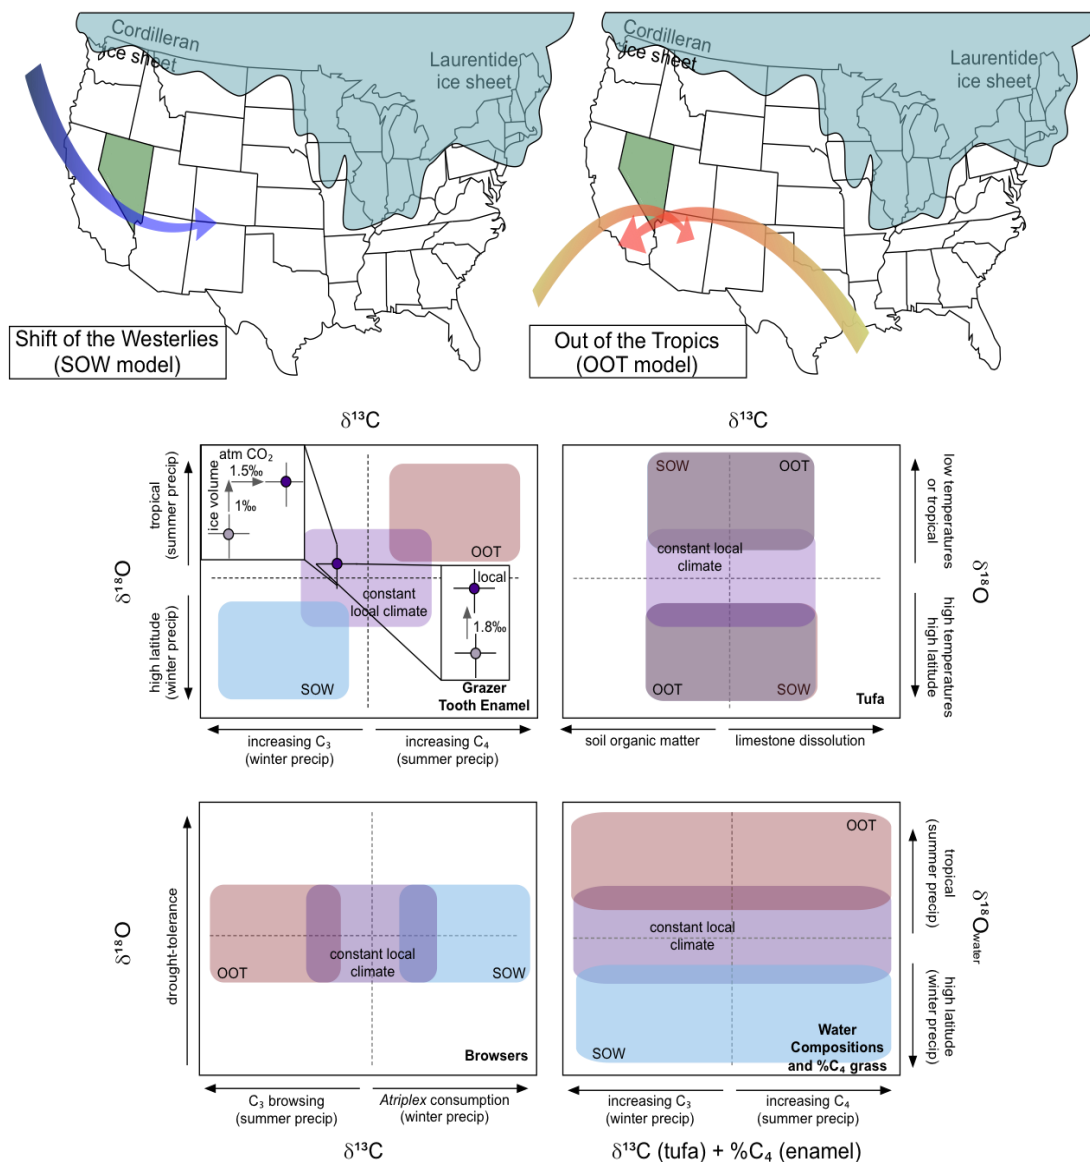 Cordilleran
ice sheet
Laurentide
ice sheet
Cordilleran
ice sheet
Laurentide
ice sheet
Shift of the Westerlies
(SOW model)
Out of the Tropics
(OOT model)
δ¹³C
δ¹³C
δ¹⁸O
tropical
(summer precip)
high latitude
(winter precip)
atm CO₂
1.5‰
ice volume
1‰
OOT
constant
local climate
local
1.8‰
SOW
Grazer
Tooth Enamel
increasing C₃
(winter precip)
increasing C₄
(summer precip)
SOW
OOT
constant local
climate
OOT
SOW
Tufa
low temperatures
or tropical
high temperatures
high latitude
δ¹⁸O
soil organic matter
limestone dissolution
δ¹⁸O
drought-tolerance
OOT
constant local
climate
SOW
Browsers
C₃ browsing
(summer precip)
Atriplex consumption
(winter precip)
δ¹³C
OOT
constant local
climate
SOW
Water
Compositions
and %C₄ grass
tropical
(summer precip)
high latitude
(winter precip)
δ¹⁸Owater
increasing C₃
(winter precip)
increasing C₄
(summer precip)
δ¹³C (tufa) + %C₄ (enamel)